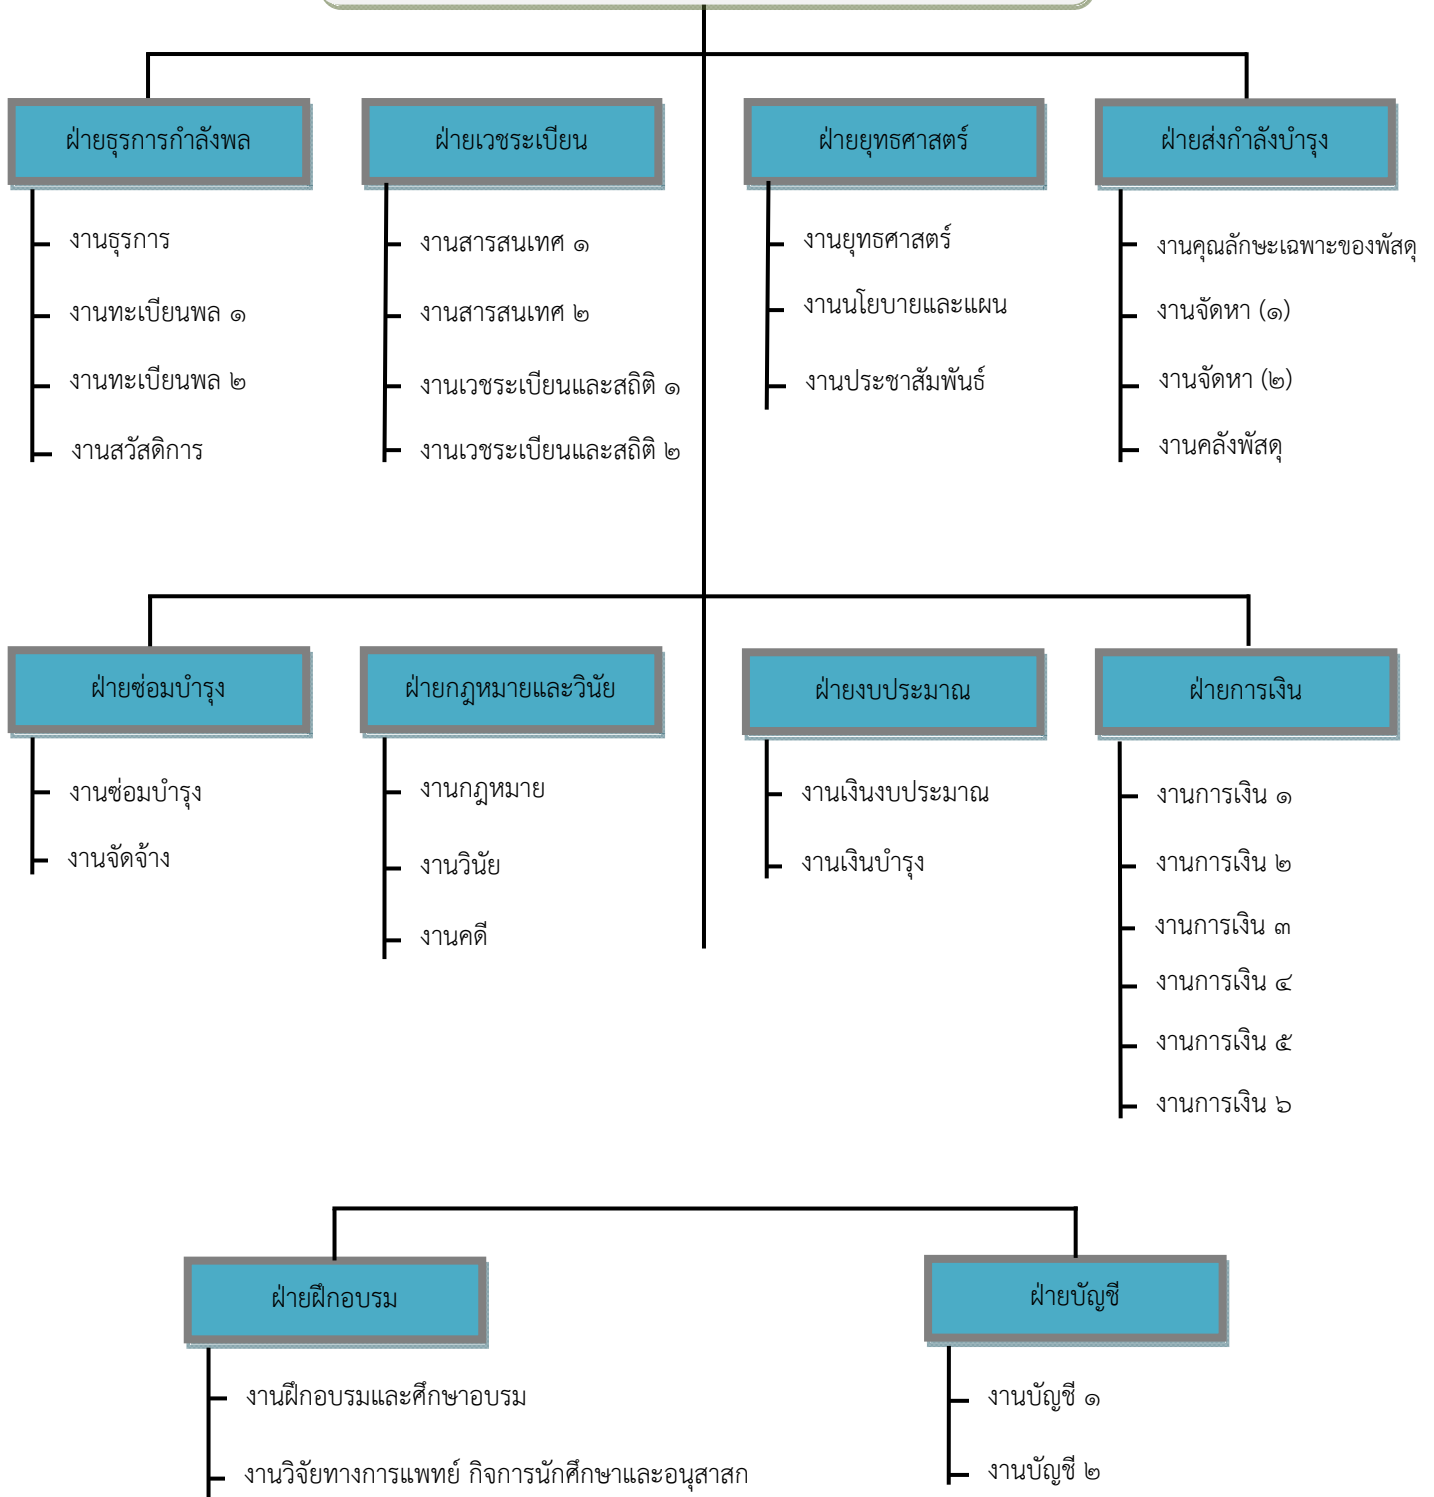 ฝ่ายธุรการกำลังพล
งานธุรการ
งานทะเบียนพล ๑
งานทะเบียนพล ๒
งานสวัสดิการ
ฝ่ายเวชระเบียน
งานสารสนเทศ ๑
งานสารสนเทศ ๒
งานเวชระเบียนและสถิติ ๑
งานเวชระเบียนและสถิติ ๒
ฝ่ายยุทธศาสตร์
งานยุทธศาสตร์
งานนโยบายและแผน
งานประชาสัมพันธ์
ฝ่ายส่งกำลังบำรุง
งานคุณลักษะเฉพาะของพัสดุ
งานจัดหา (๑)
งานจัดหา (๒)
งานคลังพัสดุ
ฝ่ายซ่อมบำรุง
งานซ่อมบำรุง
งานจัดจ้าง
ฝ่ายกฎหมายและวินัย
งานกฎหมาย
งานวินัย
งานคดี
ฝ่ายงบประมาณ
งานเงินงบประมาณ
งานเงินบำรุง
ฝ่ายการเงิน
งานการเงิน ๑
งานการเงิน ๒
งานการเงิน ๓
งานการเงิน ๔
งานการเงิน ๕
งานการเงิน ๖
ฝ่ายฝึกอบรม
งานฝึกอบรมและศึกษาอบรม
งานวิจัยทางการแพทย์ กิจการนักศึกษาและอนุสาสก
ฝ่ายบัญชี
งานบัญชี ๑
งานบัญชี ๒